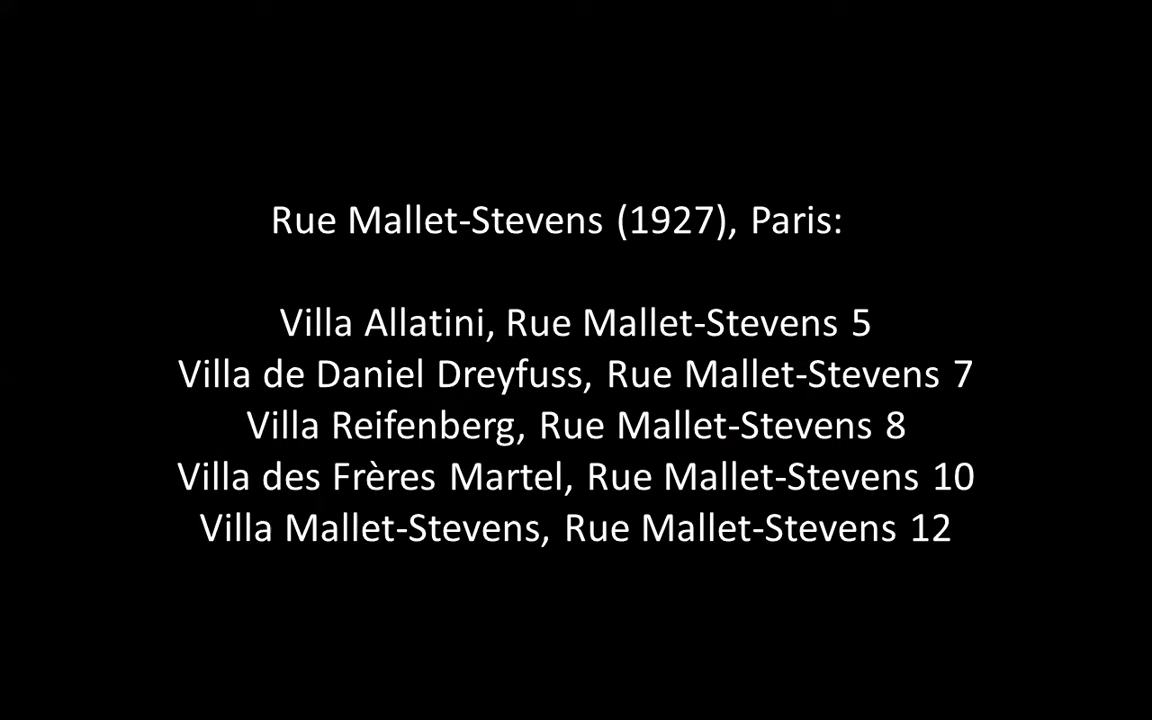 Rue Mallet-Stevens (1927), Paris:
Villa Allatini, Rue Mallet-Stevens 5
Villa de Daniel Dreyfuss, Rue Mallet-Stevens 7
Villa Reifenberg, Rue Mallet-Stevens 8
Villa des Frères Martel, Rue Mallet-Stevens 10
Villa Mallet-Stevens, Rue Mallet-Stevens 12